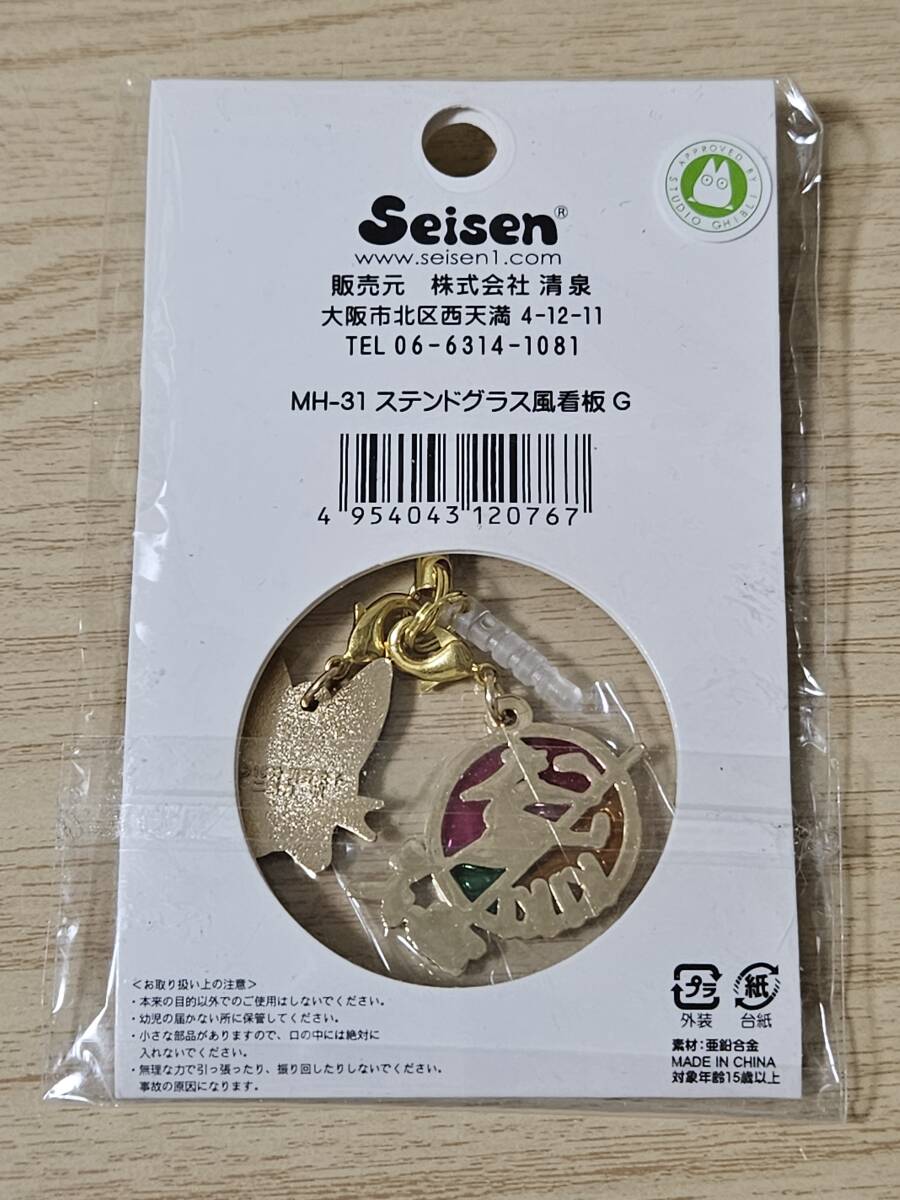 Seisen®
APPROVED BY STUDIO GHIBLI
www.seisen1.com
販売元 株式会社 清泉
大阪市北区西天満 4-12-11
TEL 06-6314-1081
MH-31 ステンドグラス風看板 G
4 954043 120767
<お取り扱い上の注意>
・本来の目的以外でのご使用はしないでください。
・幼児の届かない所に保管してください。
・小さな部品がありますので、口の中には絶対に
入れないでください。
・無理な力で引っ張ったり、振り回したりしないでください。
事故の原因になります。
プラ 紙
外装 台紙
素材:亜鉛合金
MADE IN CHINA
対象年齢15歳以上